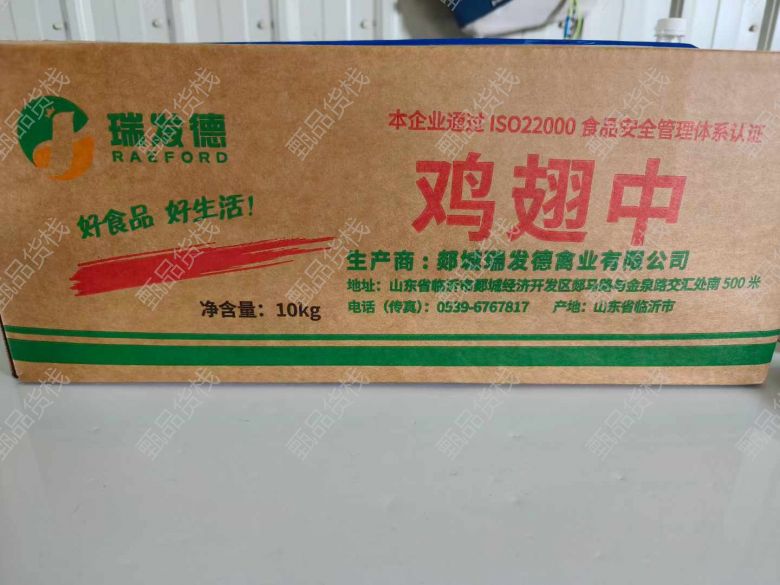 瑞发德
RAEFORD
好食品 好生活！
净含量：10kg
本企业通过 ISO22000 食品安全管理体系认证
鸡翅中
生产商：郯城瑞发德禽业有限公司
地址：山东省临沂市郯城经济开发区郯马路与金泉路交汇处南 500 米
电话（传真）：0539-6767817 产地：山东省临沂市
甄品货栈